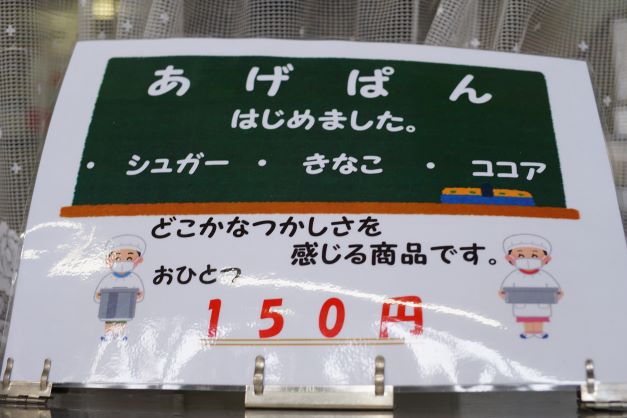 あげぱん
はじめました。
・シュガー ・きなこ ・ココア
どこかなつかしさを
感じる商品です。
おひとつ
150円